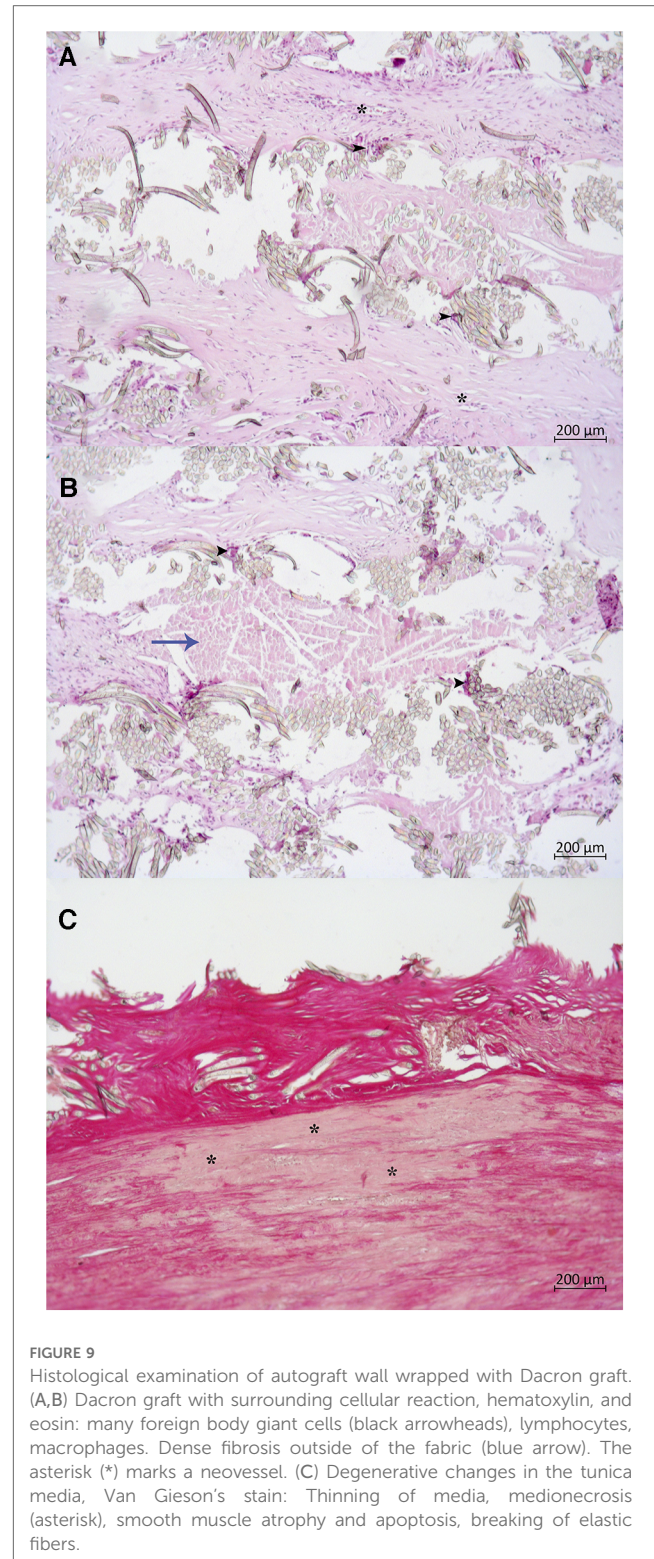 A
*
*
200 µm
B
200 µm
C
*
*
*
200 µm
FIGURE 9
Histological examination of autograft wall wrapped with Dacron graft.
(A,B) Dacron graft with surrounding cellular reaction, hematoxylin, and
eosin: many foreign body giant cells (black arrowheads), lymphocytes,
macrophages. Dense fibrosis outside of the fabric (blue arrow). The
asterisk (*) marks a neovessel. (C) Degenerative changes in the tunica
media, Van Gieson's stain: Thinning of media, medionecrosis
(asterisk), smooth muscle atrophy and apoptosis, breaking of elastic
fibers.